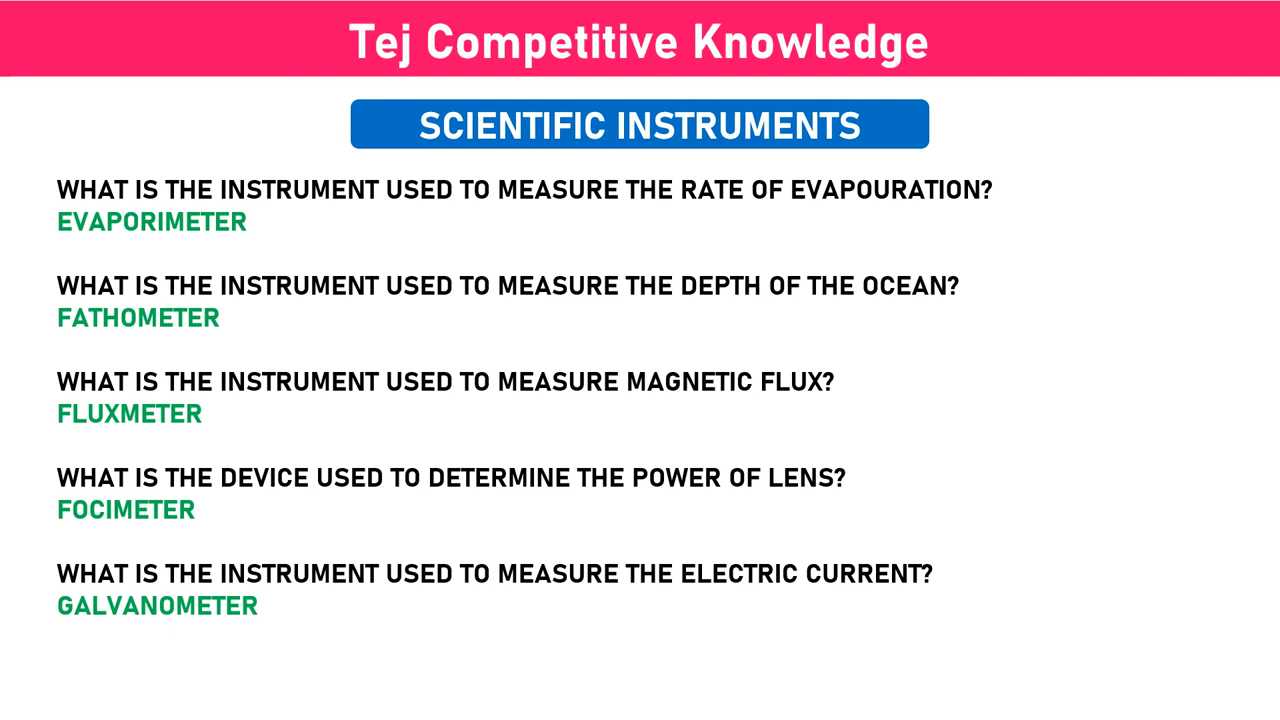 Tej Competitive Knowledge
SCIENTIFIC INSTRUMENTS
WHAT IS THE INSTRUMENT USED TO MEASURE THE RATE OF EVAPOURATION?
EVAPORIMETER
WHAT IS THE INSTRUMENT USED TO MEASURE THE DEPTH OF THE OCEAN?
FATHOMETER
WHAT IS THE INSTRUMENT USED TO MEASURE MAGNETIC FLUX?
FLUXMETER
WHAT IS THE DEVICE USED TO DETERMINE THE POWER OF LENS?
FOCIMETER
WHAT IS THE INSTRUMENT USED TO MEASURE THE ELECTRIC CURRENT?
GALVANOMETER